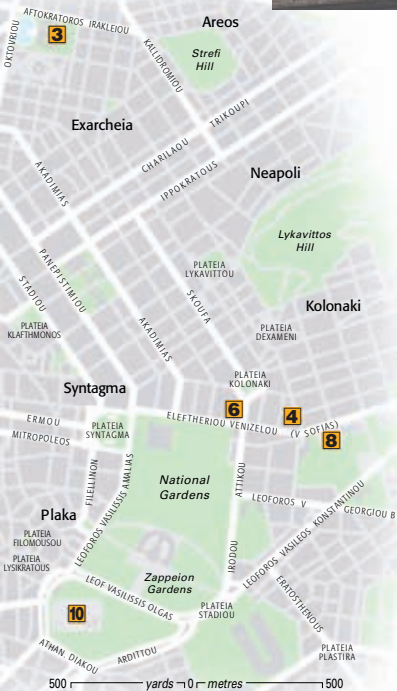 Areos
AFTOKRATOROS IRAKLEIOU
OKTOVRIOU
3
KALLIDROMIOU
Strefi
Hill
Exarcheia
CHARILAOU TRIKOUPI
IPPOKRATOUS
Neapoli
AKADIMIAS
Lykavittos
Hill
PLATEIA
LYKAVITTOU
PANEPISTIMIOU
STADIOU
SKOUFA
Kolonaki
PLATEIA
KLAFTHMONOS
AKADIMIAS
PLATEIA
DEXAMENI
PLATEIA
KOLONAKI
Syntagma
6
4
8
ELEFTHERIOU VENIZELOU (V SOFIAS)
ERMOU
MITROPOLEOS
PLATEIA
SYNTAGMA
FILELLINON
LEOFOROS VASILISSIS AMALIAS
National
Gardens
ATTIKOU
IRODOU
LEOFOROS V
GEORGIOU B
LEOFOROS VASILEOS KONSTANTINOU
Plaka
PLATEIA
FILOMOUSOU
PLATEIA
LYSIKRATOUS
Zappeion
Gardens
LEOF VASILISSIS OLGAS
ERATOSTHENOUS
10
PLATEIA
STADIOU
ATHAN DIAKOU
ARDITTOU
PLATEIA
PLASTIRA
500 yards 0 metres 500